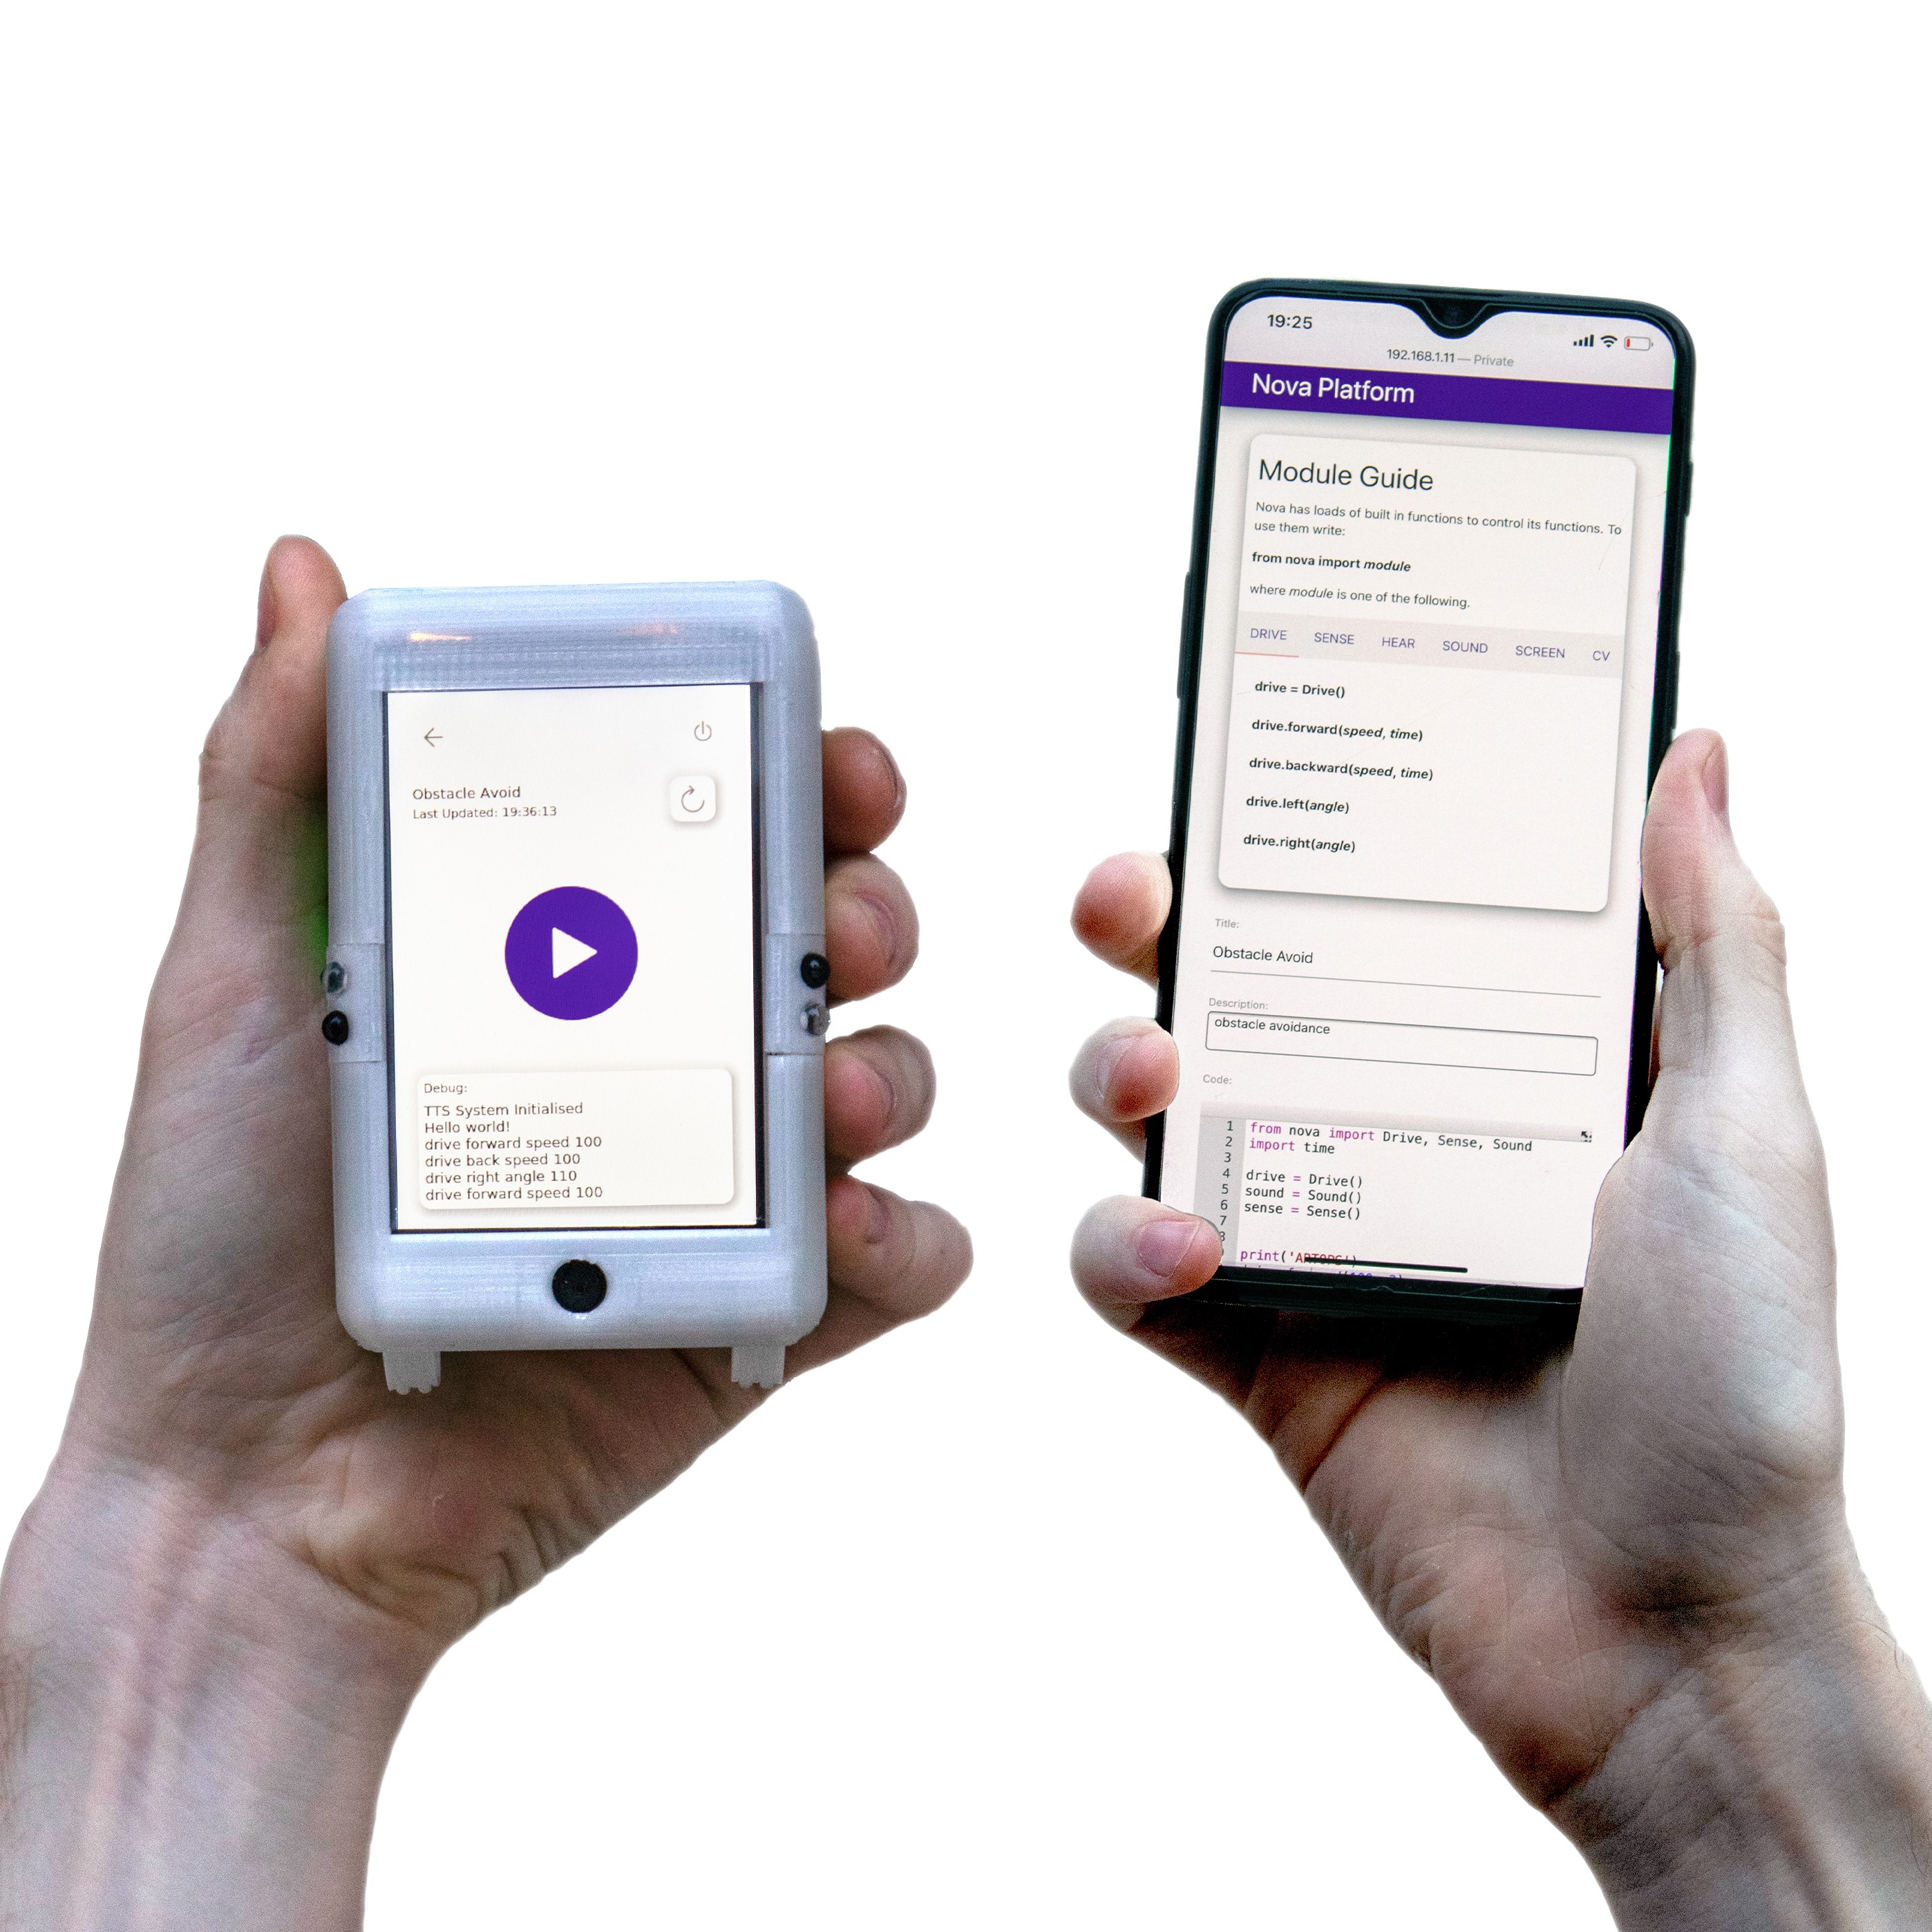 Obstacle Avoid
Last Updated: 19:36:13
Debug:
TTS System Initialised
Hello world!
drive forward speed 100
drive back speed 100
drive right angle 110
drive forward speed 100
19:25
192.168.1.11 — Private
Nova Platform
Module Guide
Nova has loads of built in functions to control its functions. To
use them write:
from nova import module
where module is one of the following.
DRIVE SENSE HEAR SOUND SCREEN CV
drive = Drive()
drive.forward(speed, time)
drive.backward(speed, time)
drive.left(angle)
drive.right(angle)
Title:
Obstacle Avoid
Description:
obstacle avoidance
Code:
1 from nova import Drive, Sense, Sound
2 import time
3
4 drive = Drive()
5 sound = Sound()
6 sense = Sense()
7
8
print(